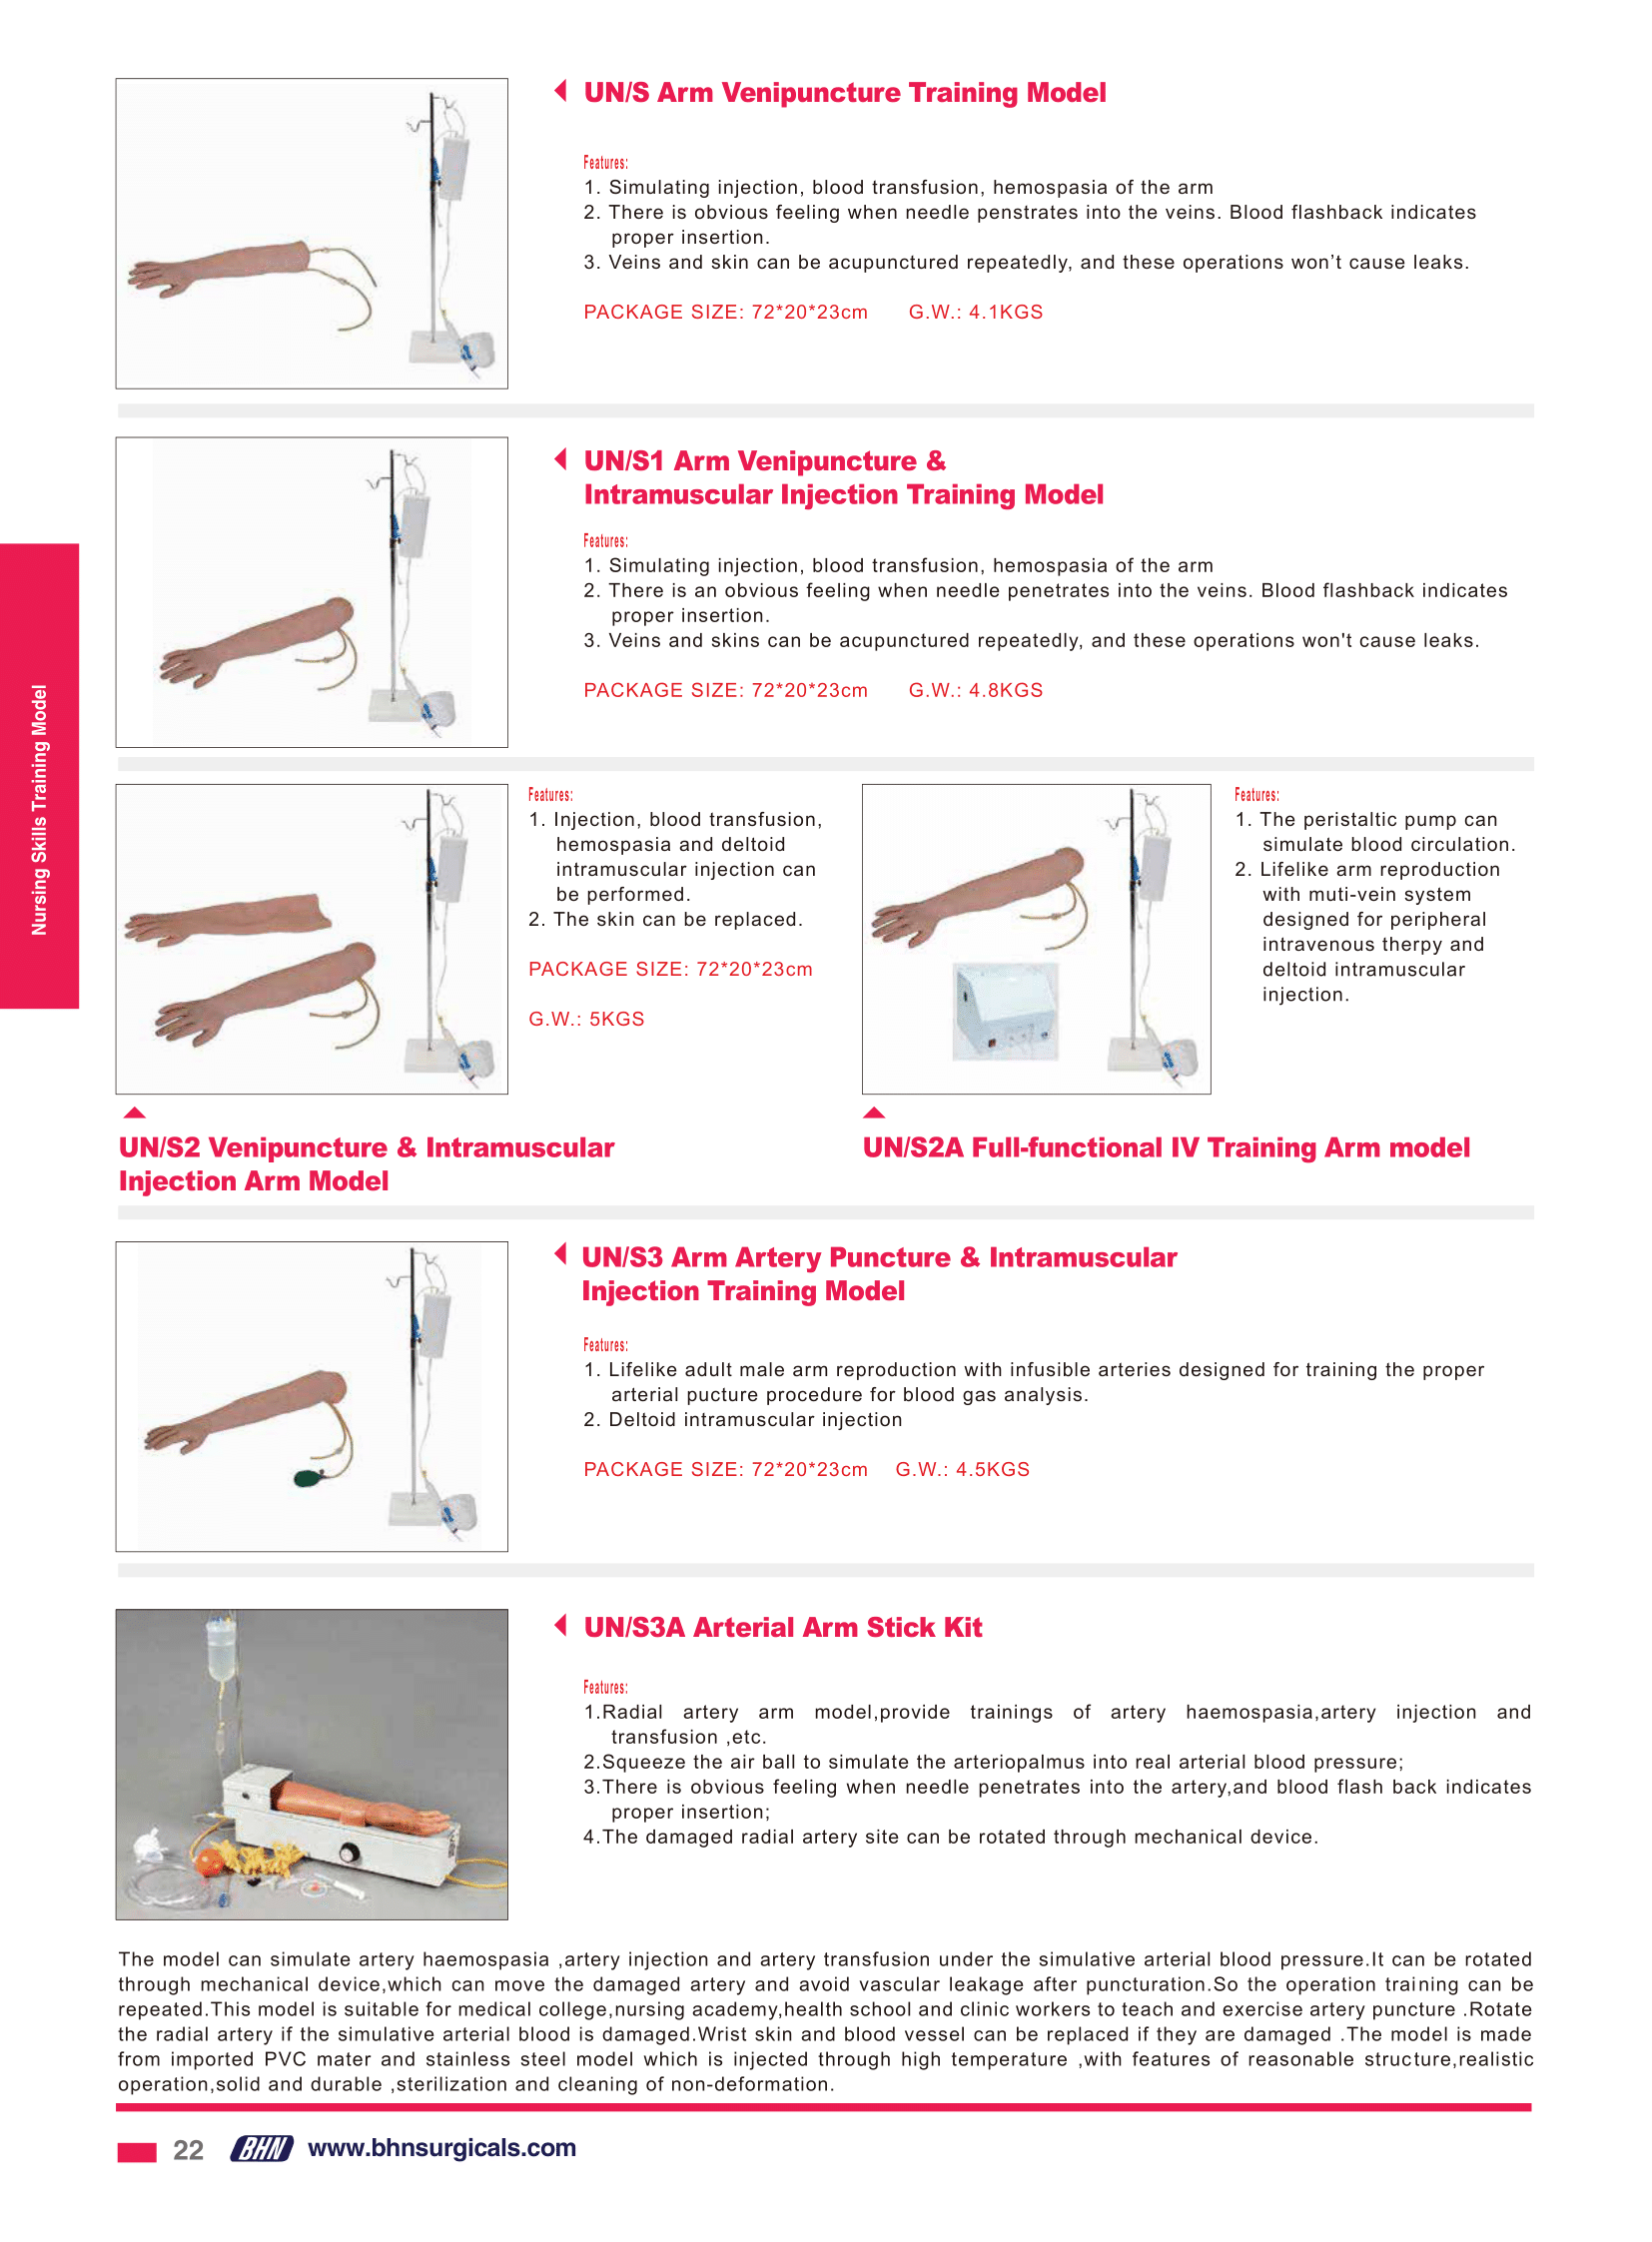 UN/S Arm Venipuncture Training Model
Features:
1. Simulating injection, blood transfusion, hemospasia of the arm
2. There is obvious feeling when needle penstrates into the veins. Blood flashback indicates
proper insertion.
3. Veins and skin can be acupunctured repeatedly, and these operations won’t cause leaks.
PACKAGE SIZE: 72*20*23cm G.W.: 4.1KGS
UN/S1 Arm Venipuncture &
Intramuscular Injection Training Model
Features:
1. Simulating injection, blood transfusion, hemospasia of the arm
2. There is an obvious feeling when needle penetrates into the veins. Blood flashback indicates
proper insertion.
3. Veins and skins can be acupunctured repeatedly, and these operations won't cause leaks.
PACKAGE SIZE: 72*20*23cm G.W.: 4.8KGS
Nursing Skills Training Model
Features:
1. Injection, blood transfusion,
hemospasia and deltoid
intramuscular injection can
be performed.
2. The skin can be replaced.
PACKAGE SIZE: 72*20*23cm
G.W.: 5KGS
UN/S2 Venipuncture & Intramuscular
Injection Arm Model
Features:
1. The peristaltic pump can
simulate blood circulation.
2. Lifelike arm reproduction
with muti-vein system
designed for peripheral
intravenous therpy and
deltoid intramuscular
injection.
UN/S2A Full-functional IV Training Arm model
UN/S3 Arm Artery Puncture & Intramuscular
Injection Training Model
Features:
1. Lifelike adult male arm reproduction with infusible arteries designed for training the proper
arterial pucture procedure for blood gas analysis.
2. Deltoid intramuscular injection
PACKAGE SIZE: 72*20*23cm G.W.: 4.5KGS
UN/S3A Arterial Arm Stick Kit
Features:
1.Radial artery arm model,provide trainings of artery haemospasia,artery injection and
transfusion ,etc.
2.Squeeze the air ball to simulate the arteriopalmus into real arterial blood pressure;
3.There is obvious feeling when needle penetrates into the artery,and blood flash back indicates
proper insertion;
4.The damaged radial artery site can be rotated through mechanical device.
The model can simulate artery haemospasia ,artery injection and artery transfusion under the simulative arterial blood pressure.It can be rotated
through mechanical device,which can move the damaged artery and avoid vascular leakage after puncturation.So the operation training can be
repeated.This model is suitable for medical college,nursing academy,health school and clinic workers to teach and exercise artery puncture .Rotate
the radial artery if the simulative arterial blood is damaged.Wrist skin and blood vessel can be replaced if they are damaged .The model is made
from imported PVC mater and stainless steel model which is injected through high temperature ,with features of reasonable structure,realistic
operation,solid and durable ,sterilization and cleaning of non-deformation.
22 BHN www.bhnsurgicals.com